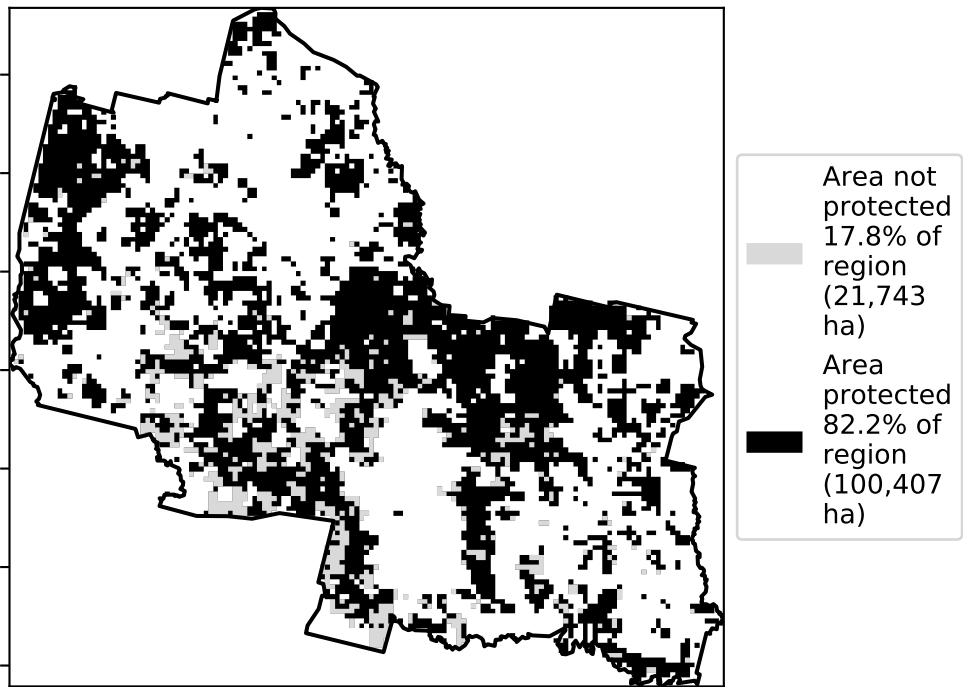 Area not
protected
17.8% of
region
(21,743
ha)
Area
protected
82.2% of
region
(100,407
ha)